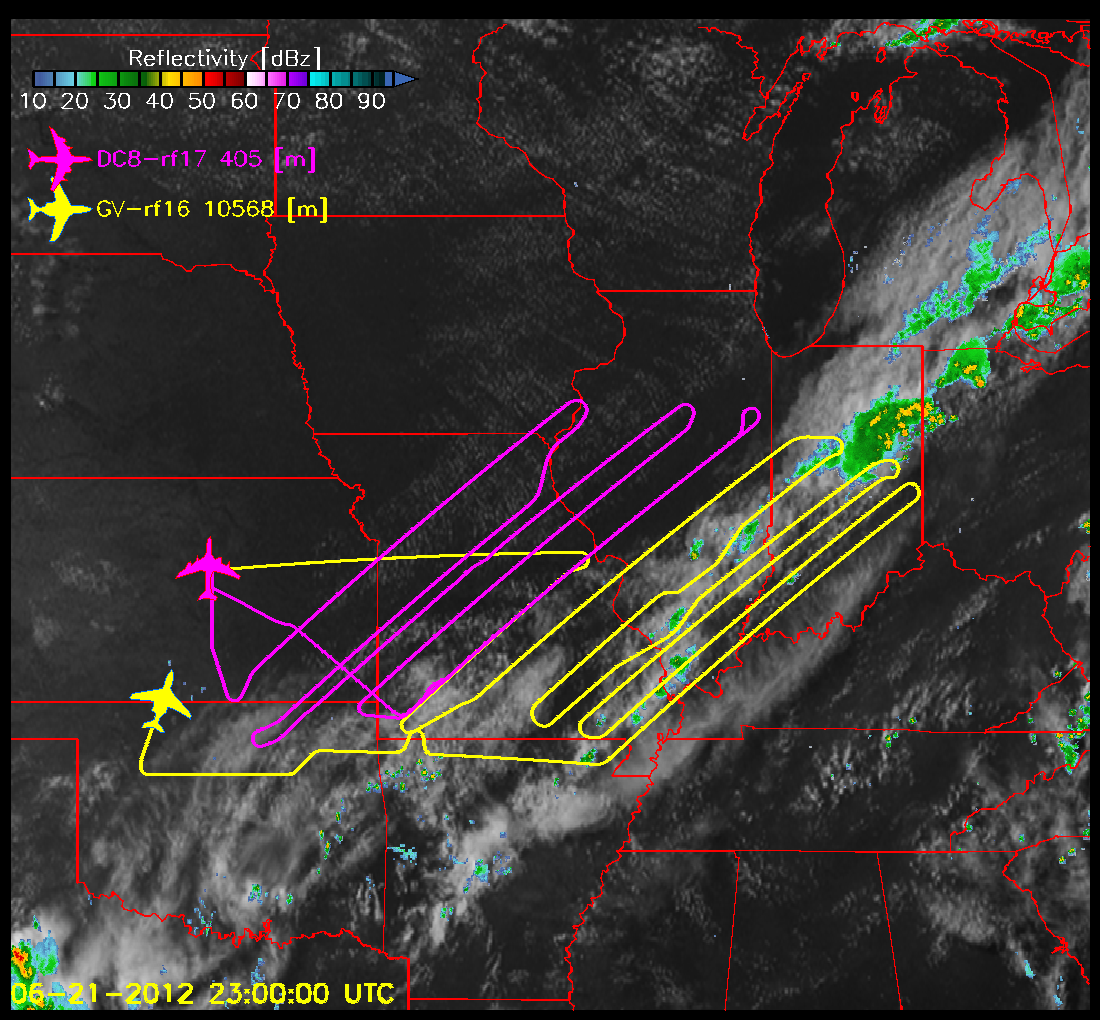 Reflectivity [dBz]
10 20 30 40 50 60 70 80 90
DC8-rf17 405 [m]
GV-rf16 10568 [m]
06-21-2012 23:00:00 UTC